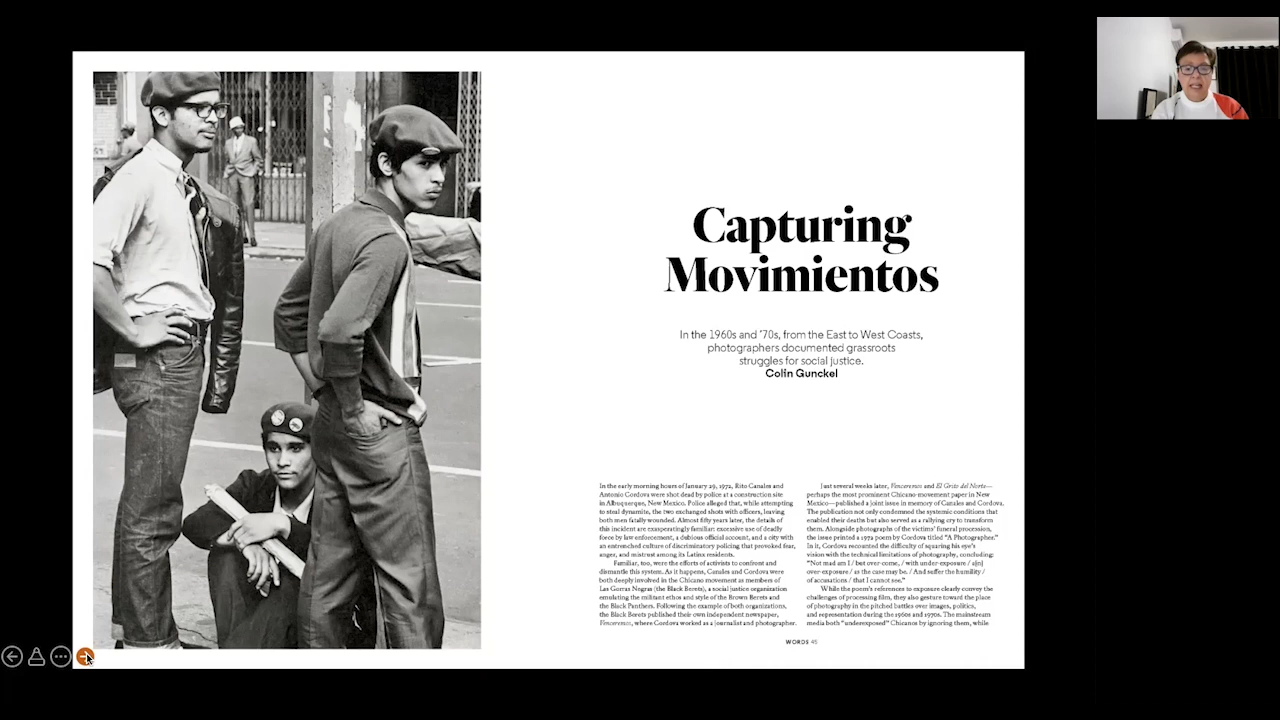 Capturing
Movimientos
In the 1960s and '70s, from the East to West Coasts,
photographers documented grassroots
struggles for social justice.
Colin Gunckel
In the early morning hours of January 29, 1972, Rito Canales and
Antonio Cordova were shot dead by police at a construction site
in Albuquerque, New Mexico. Police alleged that, while attempting
to steal dynamite, the two exchanged shots with officers, leaving
both men fatally wounded. Almost fifty years later, the details of
this incident are exasperatingly familiar: excessive use of deadly
force by law enforcement, a dubious official account, and a city with
an entrenched culture of discriminatory policing that provoked fear,
anger, and mistrust among its Latinx residents.
Familiar, too, were the efforts of activists to confront and
dismantle this system. As it happens, Canales and Cordova were
both deeply involved in the Chicano movement as members of
Las Gorras Negras (the Black Berets), a social justice organization
emulating the militant ethos and style of the Brown Berets and
the Black Panthers. Following the example of both organizations,
the Black Berets published their own independent newspaper,
Venceremos, where Cordova worked as a journalist and photographer.
Just several weeks later, Venceremos and El Grito del Norte—
perhaps the most prominent Chicano movement paper in New
Mexico—published a joint issue in memory of Canales and Cordova.
The publication not only condemned the systemic conditions that
enabled their deaths but also served as a rallying cry to transform
them. Alongside photographs of the victims' funeral procession,
the issue printed a 1972 poem by Cordova titled "A Photographer."
In it, Cordova recounted the difficulty of squaring his eye's
vision with the technical limitations of photography, concluding:
"Not mad am I / but over-come, / with under-exposure / a[n]
over-exposure / as the case may be. / And suffer the humility /
of accusations / that I cannot see."
While the poem's references to exposure clearly convey the
challenges of processing film, they also gesture toward the place
of photography in the pitched battles over images, politics,
and representation during the 1960s and 1970s. The mainstream
media both "underexposed" Chicanos by ignoring them, while
WORDS 45